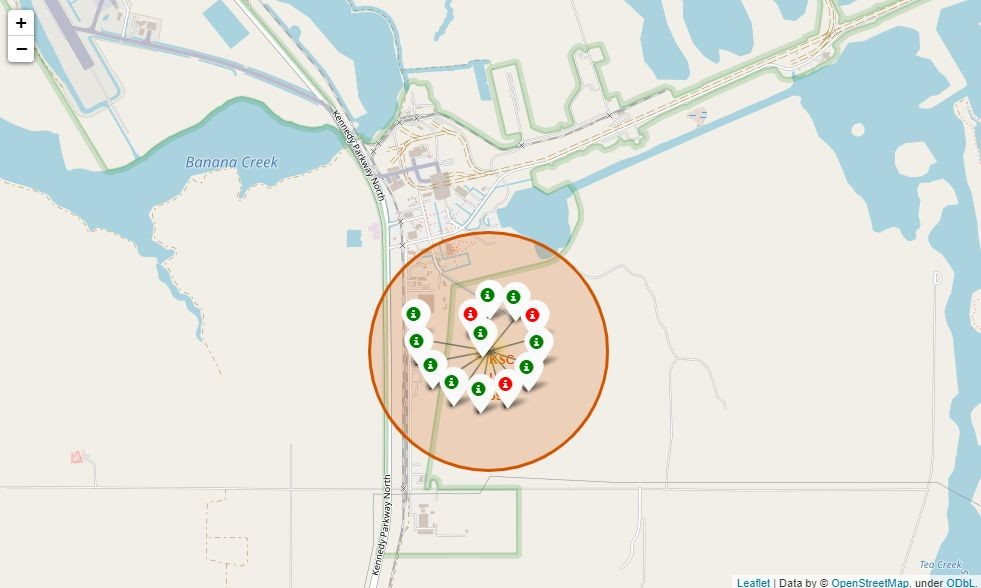 +
−
Kennedy Parkway North
Banana Creek
KSC
Kennedy Parkway North
Tea Creek
Leaflet | Data by © OpenStreetMap, under ODbL.